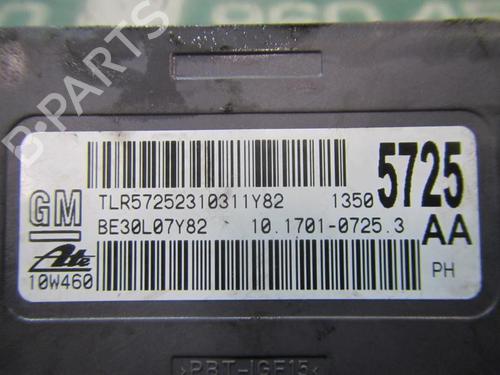 B-PARTS
GM
TLR57252310311Y82
1350 5725
BE30L07Y82
10.1701-0725.3
AA
Ate
10W460
PH
>PBT-IGF15<